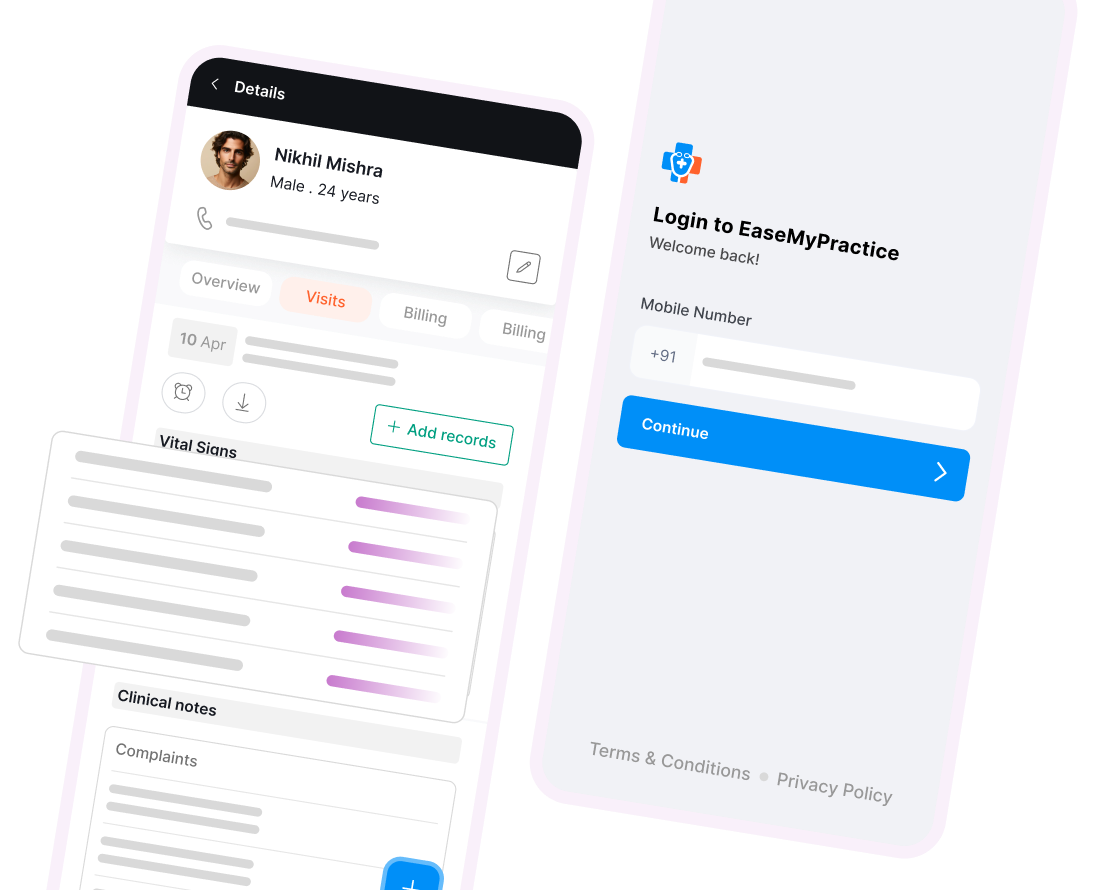 Details
Nikhil Mishra
Male . 24 years
Overview
Visits
Billing
Billing
10 Apr
+ Add records
Vital Signs
Clinical notes
Complaints
Login to EaseMyPractice
Welcome back!
Mobile Number
+91
Continue
Terms & Conditions
Privacy Policy